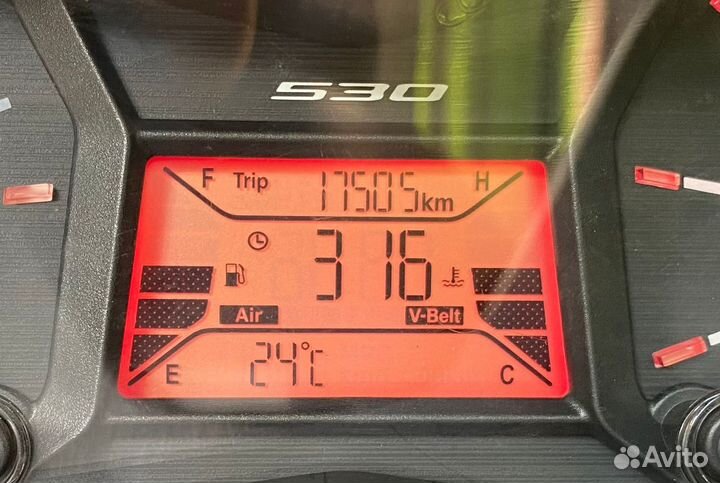 530
F Trip 17505 km H
3 16
Air V-Belt
E 24°C C
Avito